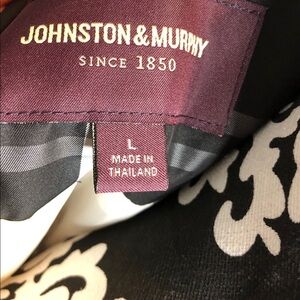 JOHNSTON & MURPHY
SINCE 1850
L
MADE IN
THAILAND